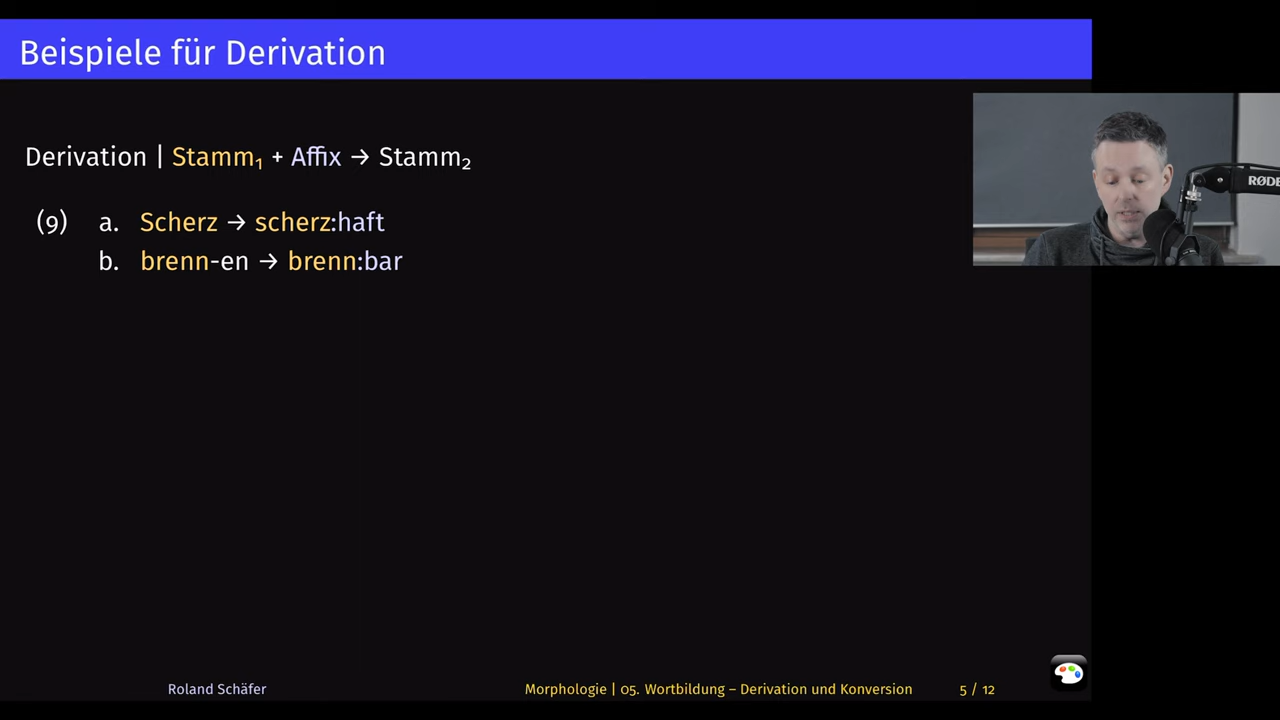 Beispiele für Derivation
Derivation | Stamm₁ + Affix → Stamm₂
(9) a. Scherz → scherz:haft
b. brenn-en → brenn:bar
RØDE
Roland Schäfer
Morphologie | 05. Wortbildung – Derivation und Konversion
5 / 12